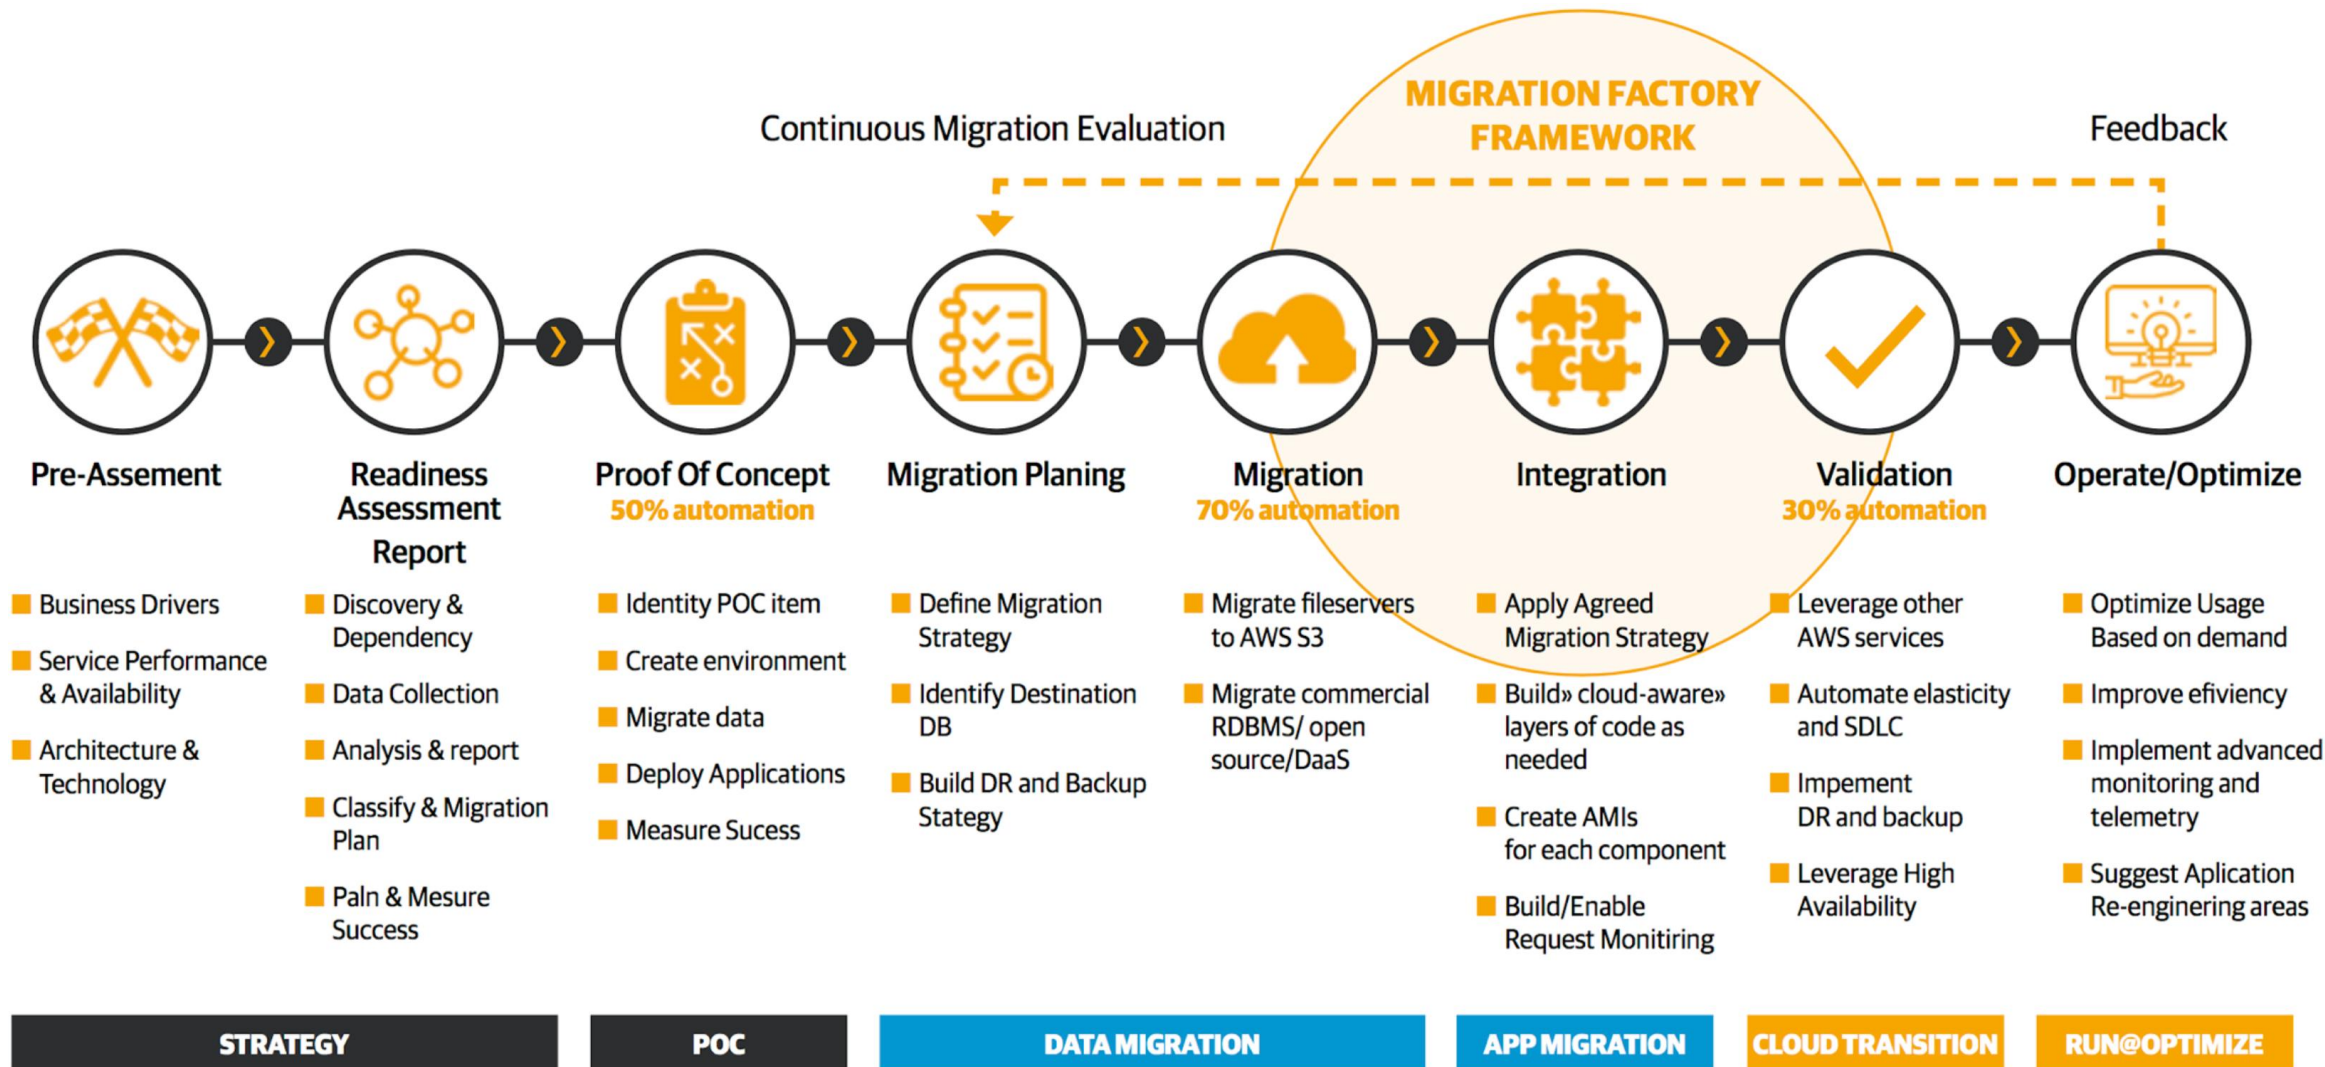 MIGRATION FACTORY
FRAMEWORK
Continuous Migration Evaluation
Feedback
Pre-Assement
Readiness
Assessment
Report
Proof Of Concept
50% automation
Migration Planing
Migration
70% automation
Integration
Validation
30% automation
Operate/Optimize
Business Drivers
Service Performance
& Availability
Architecture &
Technology
Discovery &
Dependency
Data Collection
Analysis & report
Classify & Migration
Plan
Paln & Mesure
Success
Identity POC item
Create environment
Migrate data
Deploy Applications
Measure Sucess
Define Migration
Strategy
Identify Destination
DB
Build DR and Backup
Stategy
Migrate fileservers
to AWS S3
Migrate commercial
RDBMS/ open
source/DaaS
Apply Agreed
Migration Strategy
Build» cloud-aware»
layers of code as
needed
Create AMIs
for each component
Build/Enable
Request Monitiring
Leverage other
AWS services
Automate elasticity
and SDLC
Impement
DR and backup
Leverage High
Availability
Optimize Usage
Based on demand
Improve efiviency
Implement advanced
monitoring and
telemetry
Suggest Aplication
Re-enginering areas
STRATEGY
POC
DATA MIGRATION
APP MIGRATION
CLOUD TRANSITION
RUN@OPTIMIZE